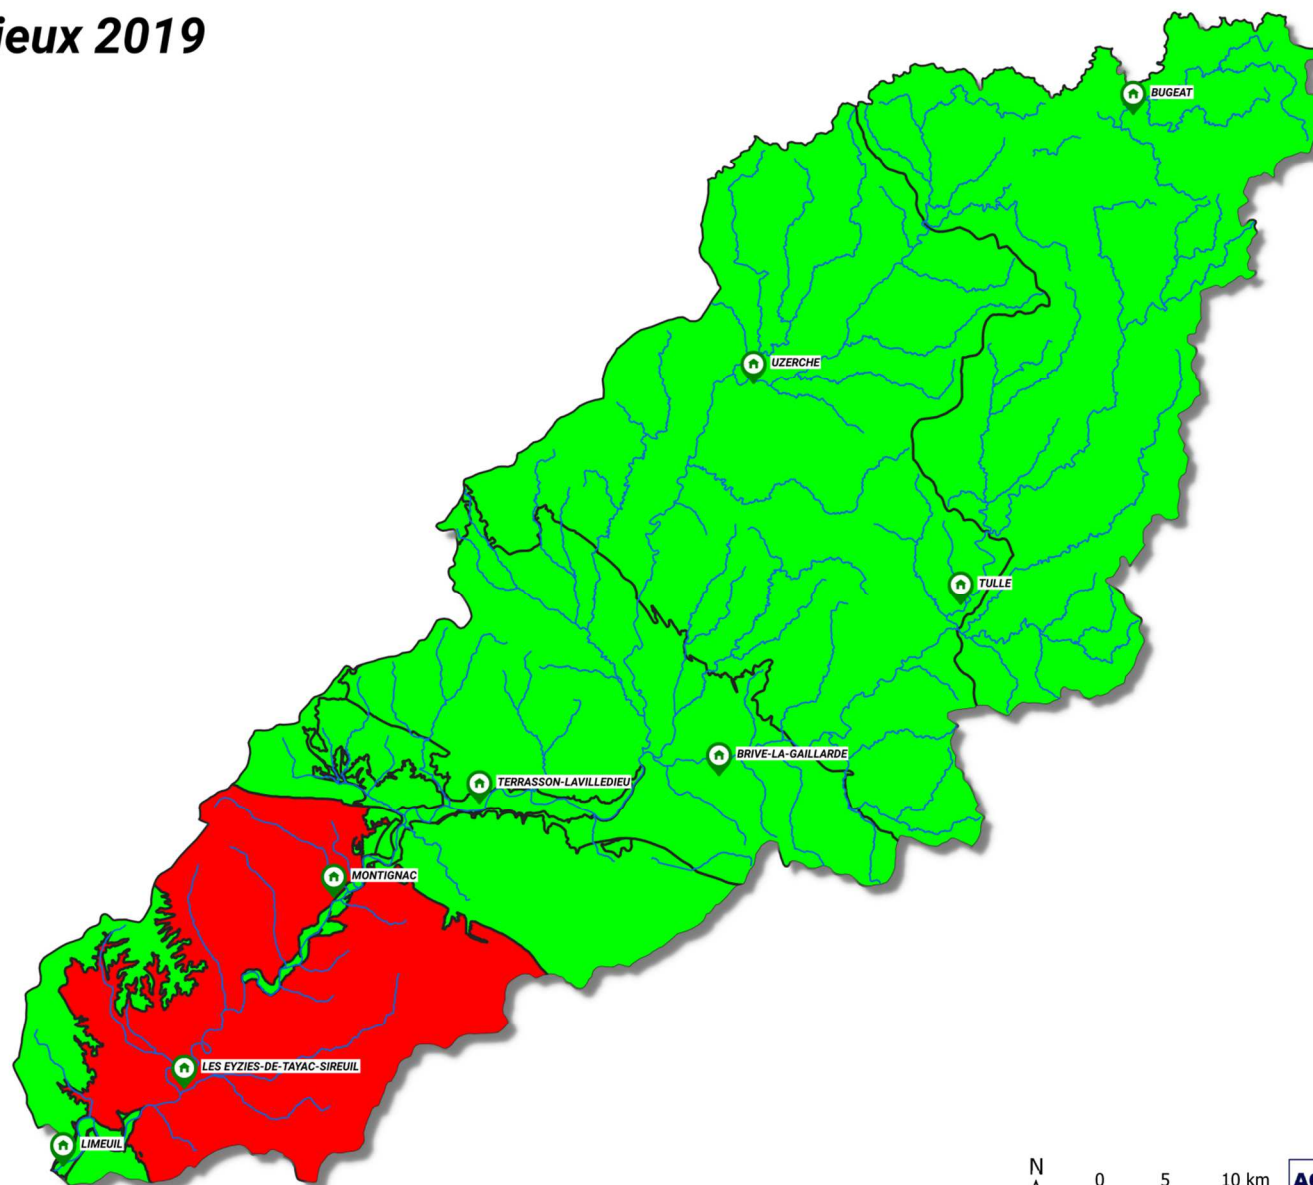 ieux 2019
BUGEAT
UZERCHE
TULLE
BRIVE-LA-GAILLARDE
TERRASSON-LAVILLEDIEU
MONTIGNAC
LES EYZIES-DE-TAYAC-SIREUIL
LIMEUIL
N
0 5 10 km